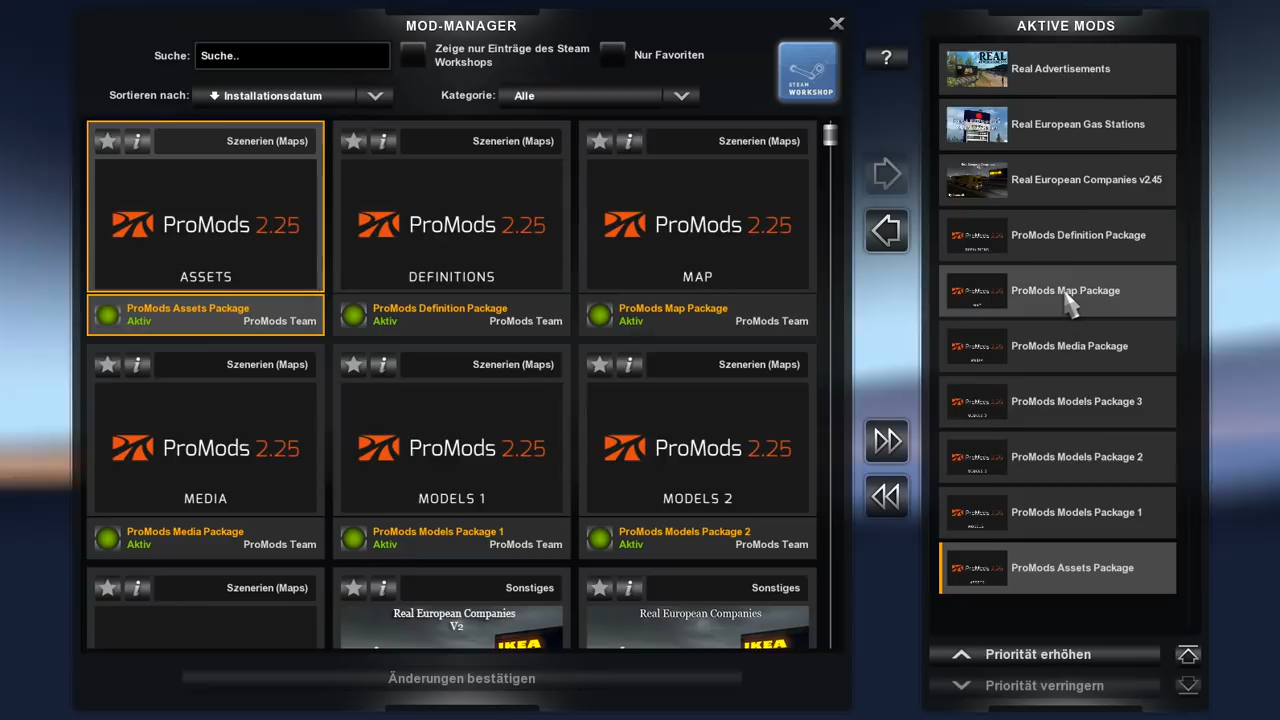 MOD-MANAGER
Suche:
Suche..
Zeige nur Einträge des Steam
Workshops
Nur Favoriten
STEAM
WORKSHOP
Sortieren nach:
Installationsdatum
Kategorie:
Alle
Szenerien (Maps)
Szenerien (Maps)
Szenerien (Maps)
ProMods 2.25
ProMods 2.25
ProMods 2.25
ASSETS
DEFINITIONS
MAP
ProMods Assets Package
Aktiv
ProMods Team
ProMods Definition Package
Aktiv
ProMods Team
ProMods Map Package
Aktiv
ProMods Team
Szenerien (Maps)
Szenerien (Maps)
Szenerien (Maps)
ProMods 2.25
ProMods 2.25
ProMods 2.25
MEDIA
MODELS 1
MODELS 2
ProMods Media Package
Aktiv
ProMods Team
ProMods Models Package 1
Aktiv
ProMods Team
ProMods Models Package 2
Aktiv
ProMods Team
Szenerien (Maps)
Sonstiges
Sonstiges
Real European Companies
V2
IKEA
Real European Companies
IKEA
Änderungen bestätigen
?
AKTIVE MODS
REAL
Real Advertisements
Real European Gas Stations
Real European Companies v2.45
ProMods Definition Package
ProMods Map Package
ProMods Media Package
ProMods Models Package 3
ProMods Models Package 2
ProMods Models Package 1
ProMods Assets Package
Priorität erhöhen
Priorität verringern